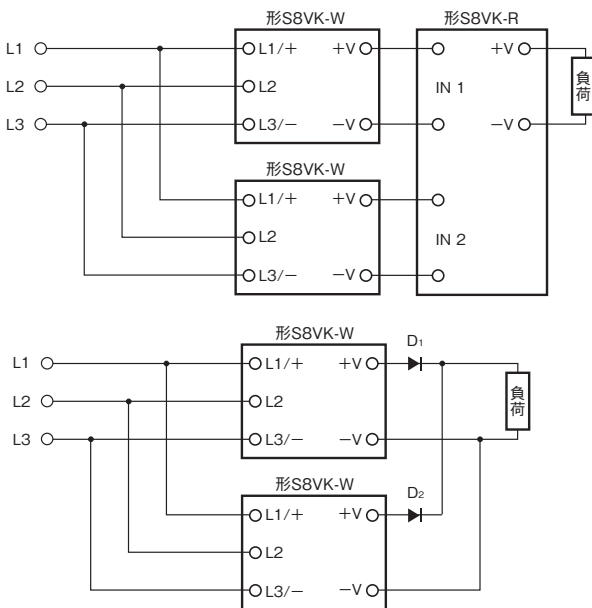 形S8VK-W 形S8VK-R
L1 L1/+ +V +V
L2 L2 IN 1 負荷
L3 L3/− −V −V
形S8VK-W
L1/+ +V
L2 IN 2
L3/− −V
形S8VK-W
L1 L1/+ +V D1
L2 L2 負荷
L3 L3/− −V
形S8VK-W
L1/+ +V D2
L2
L3/− −V